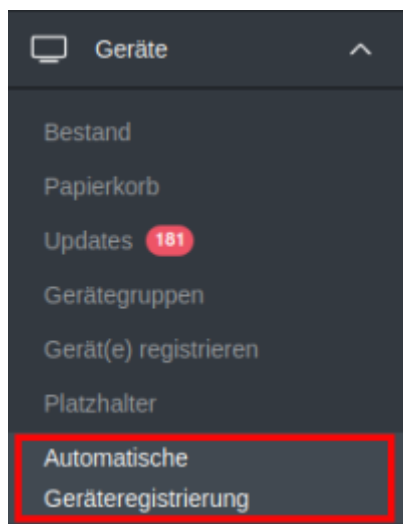 Geräte
Bestand
Papierkorb
Updates 181
Gerätegruppen
Gerät(e) registrieren
Platzhalter
Automatische
Geräteregistrierung